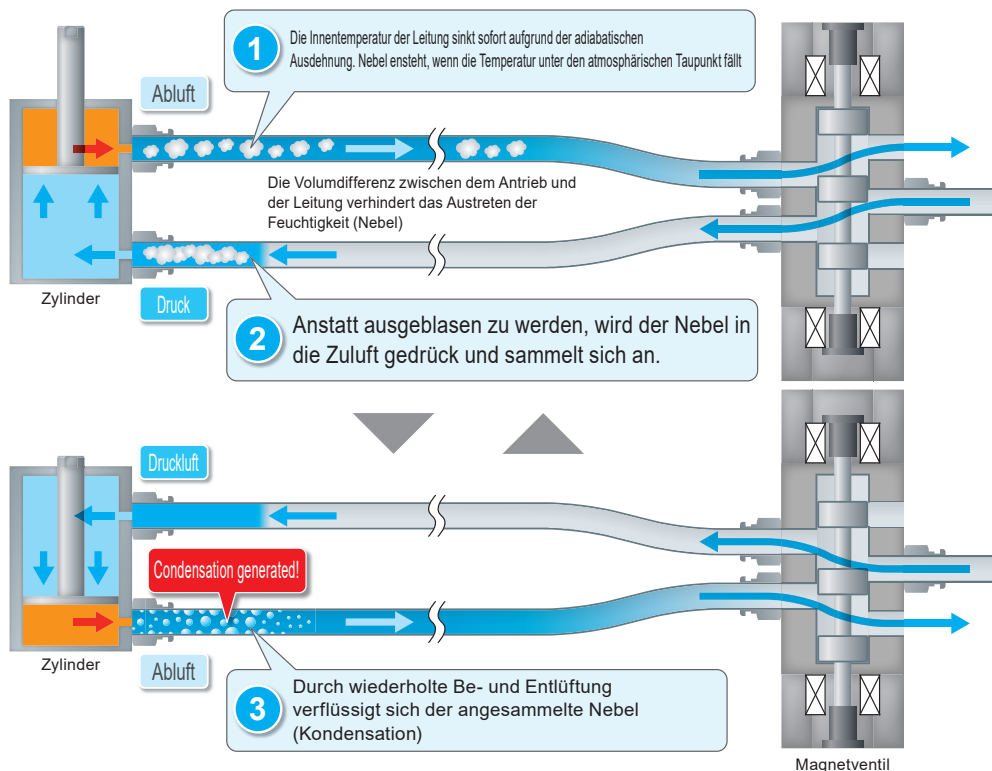 1
Die Innentemperatur der Leitung sinkt sofort aufgrund der adiabatischen
Ausdehnung. Nebel ensteht, wenn die Temperatur unter den atmosphärischen Taupunkt fällt
Abluft
Die Volumdifferenz zwischen dem Antrieb und
der Leitung verhindert das Austreten der
Feuchtigkeit (Nebel)
Zylinder
Druck
2
Anstatt ausgeblasen zu werden, wird der Nebel in
die Zuluft gedrück und sammelt sich an.
Druckluft
Condensation generated!
Zylinder
Abluft
3
Durch wiederholte Be- und Entlüftung
verflüssigt sich der angesammelte Nebel
(Kondensation)
Magnetventil